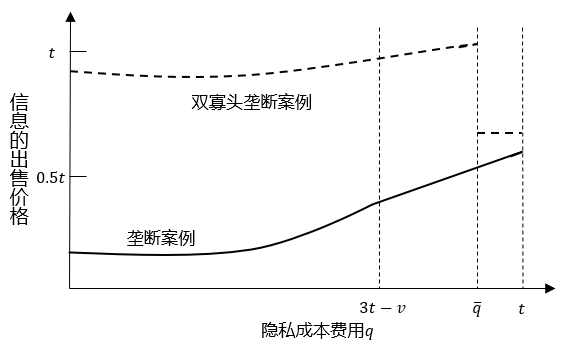 t
双寡头垄断案例
信息的出售价格
0.5t
垄断案例
3t − v
q̅
t
隐私成本费用q